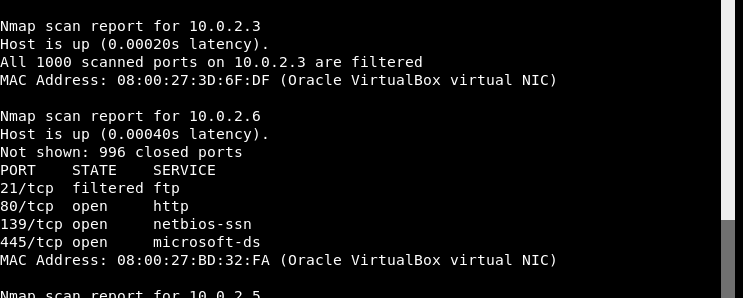 Nmap scan report for 10.0.2.3
Host is up (0.00020s latency).
All 1000 scanned ports on 10.0.2.3 are filtered
MAC Address: 08:00:27:3D:6F:DF (Oracle VirtualBox virtual NIC)
Nmap scan report for 10.0.2.6
Host is up (0.00040s latency).
Not shown: 996 closed ports
PORT    STATE    SERVICE
21/tcp  filtered ftp
80/tcp  open     http
139/tcp open     netbios-ssn
445/tcp open     microsoft-ds
MAC Address: 08:00:27:BD:32:FA (Oracle VirtualBox virtual NIC)
Nmap scan report for 10.0.2.5